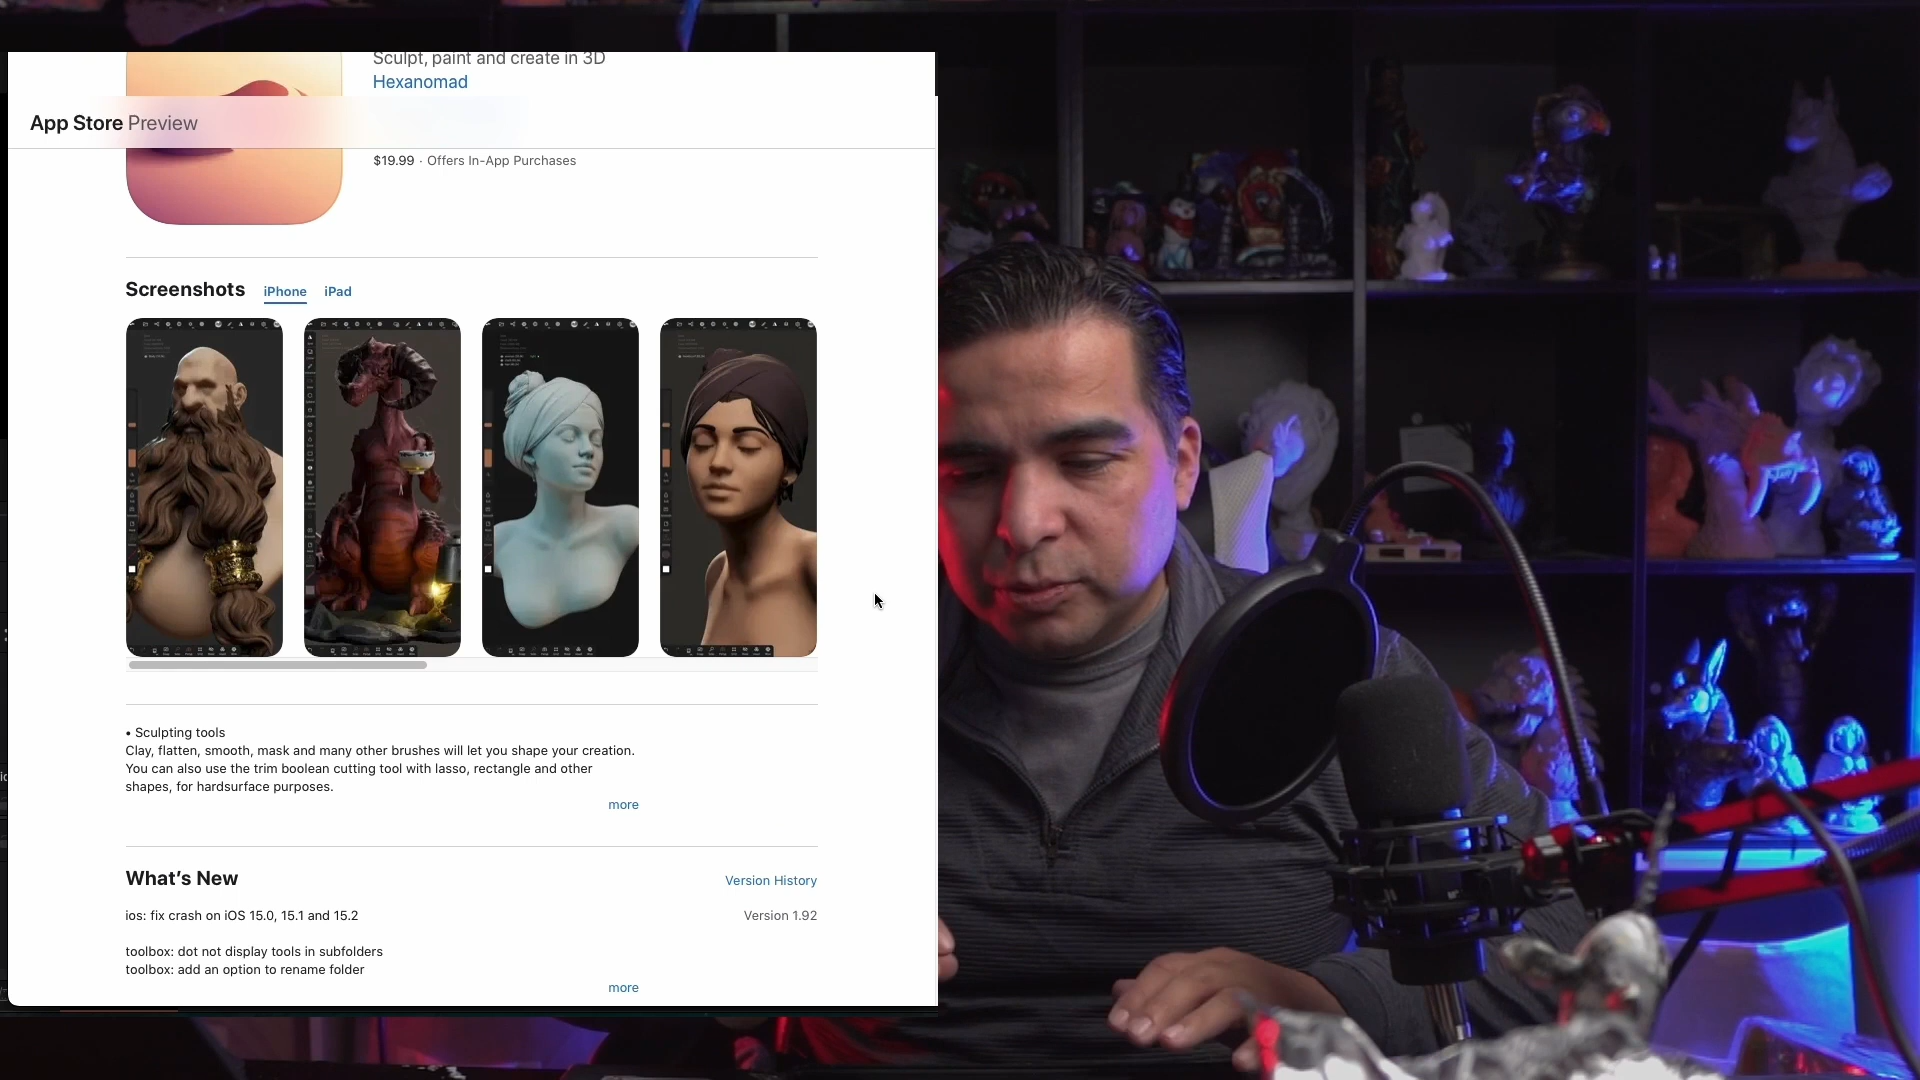 Sculpt, paint and create in 3D
Hexanomad
App Store Preview
$19.99 · Offers In-App Purchases
Screenshots iPhone iPad
• Sculpting tools
Clay, flatten, smooth, mask and many other brushes will let you shape your creation.
You can also use the trim boolean cutting tool with lasso, rectangle and other
shapes, for hardsurface purposes.
more
What's New Version History
ios: fix crash on iOS 15.0, 15.1 and 15.2 Version 1.92
toolbox: dot not display tools in subfolders
toolbox: add an option to rename folder
more